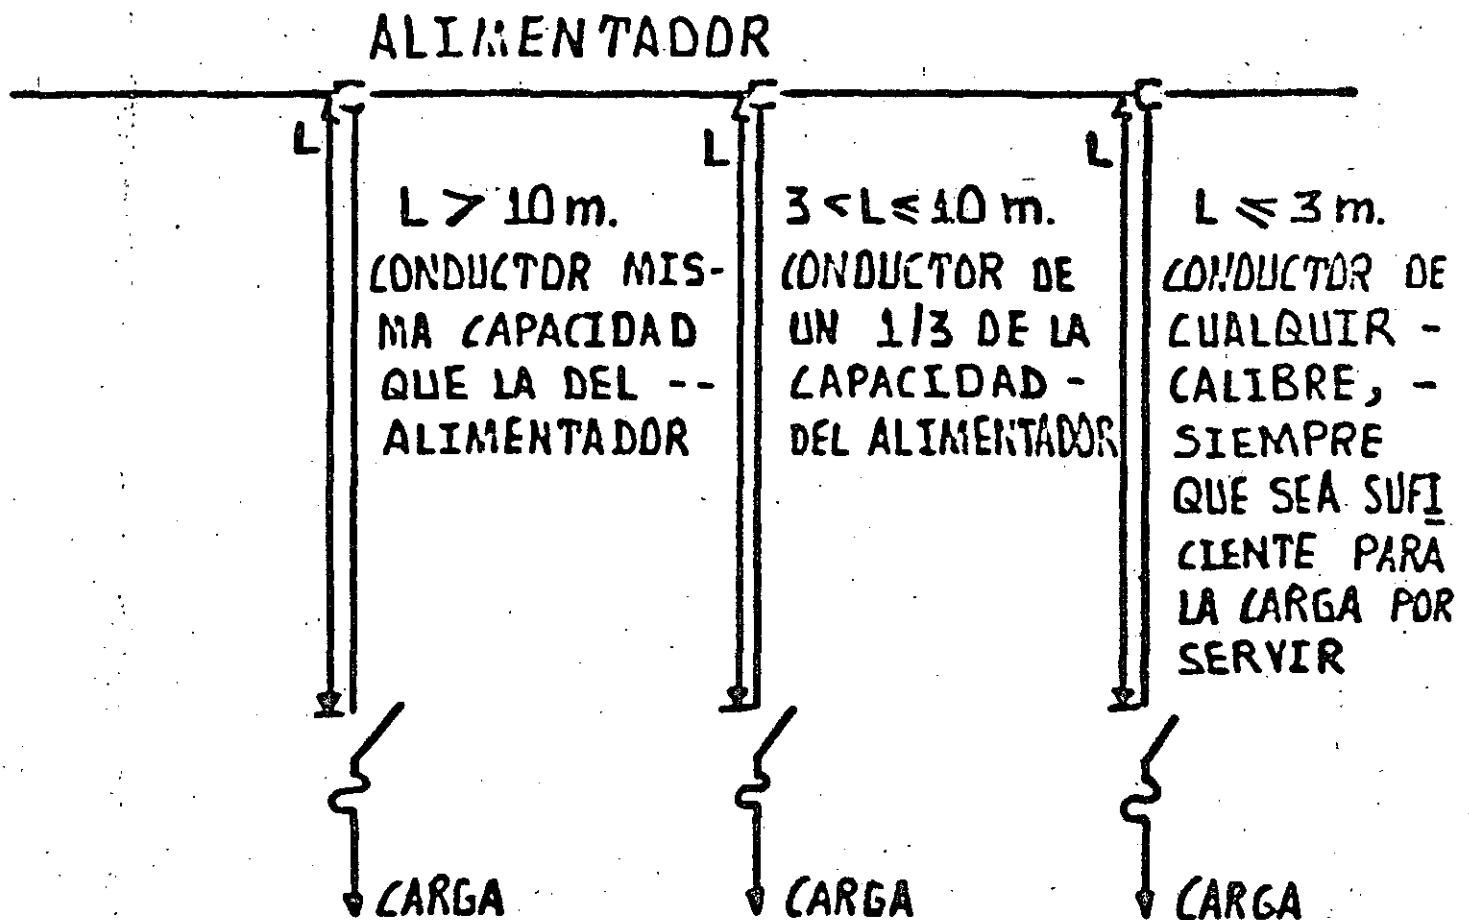 ALIMENTADOR
L
L
L
L > 10 m.
CONDUCTOR MIS-
MA CAPACIDAD
QUE LA DEL --
ALIMENTADOR
3 < L ≤ 10 m.
CONDUCTOR DE
UN 1/3 DE LA
CAPACIDAD -
DEL ALIMENTADOR
L ≤ 3 m.
CONDUCTOR DE
CUALQUIR -
CALIBRE, -
SIEMPRE
QUE SEA SUFI
CIENTE PARA
LA CARGA POR
SERVIR
CARGA
CARGA
CARGA